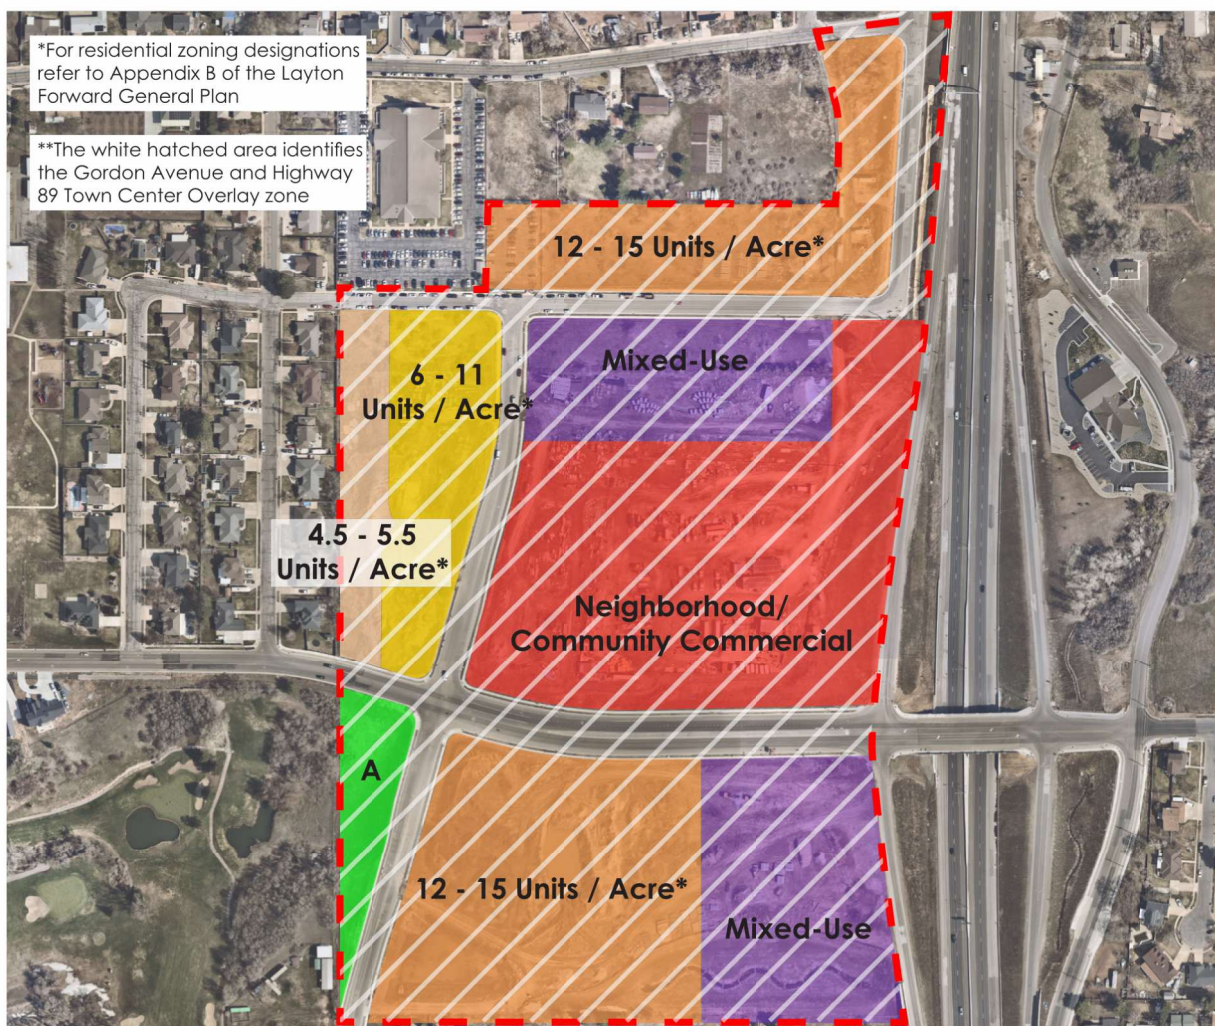 *For residential zoning designations
refer to Appendix B of the Layton
Forward General Plan
**The white hatched area identifies
the Gordon Avenue and Highway
89 Town Center Overlay zone
12 - 15 Units / Acre*
Mixed-Use
6 - 11
Units / Acre*
4.5 - 5.5
Units / Acre*
Neighborhood/
Community Commercial
A
12 - 15 Units / Acre*
Mixed-Use